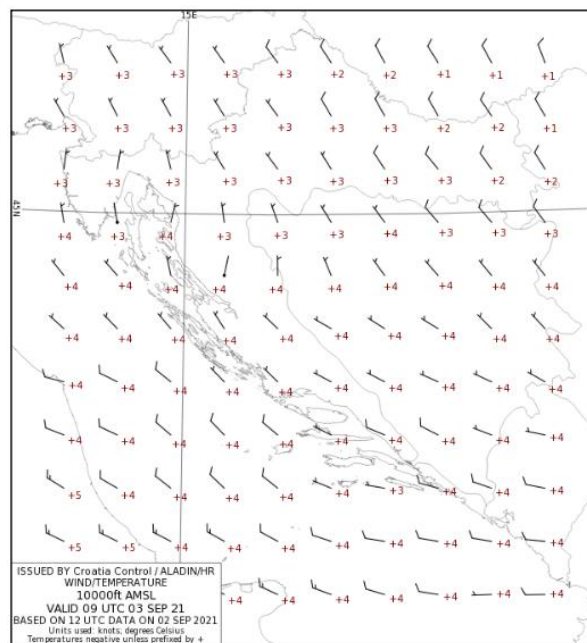 15E
+3 +3 +3 +3 +3 +2 +2 +1 +1 +1
+3 +3 +3 +3 +3 +3 +3 +2 +2 +1
+3 +3 +3 +3 +3 +3 +3 +3 +2 +2
45N
+4 +3 +4 +3 +3 +3 +4 +3 +3 +3
+4 +4 +4 +4 +4 +4 +4 +4 +4 +4
+4 +4 +4 +4 +4 +4 +4 +4 +4 +4
+4 +4 +4 +4 +4 +4 +4 +4 +4 +4
+4 +4 +4 +4 +4 +4 +4 +4 +4 +4
+5 +4 +4 +4 +4 +4 +3 +4 +4 +4
+5 +5 +4 +4 +4 +4 +4 +4 +4 +4
+4 +4 +4 +4 +4 +4 +4
ISSUED BY Croatia Control / ALADIN/HR
WIND/TEMPERATURE
10000ft AMSL
VALID 09 UTC 03 SEP 21
BASED ON 12 UTC DATA ON 02 SEP 2021
Units used: knots; degrees Celsius
Temperatures negative unless prefixed by +